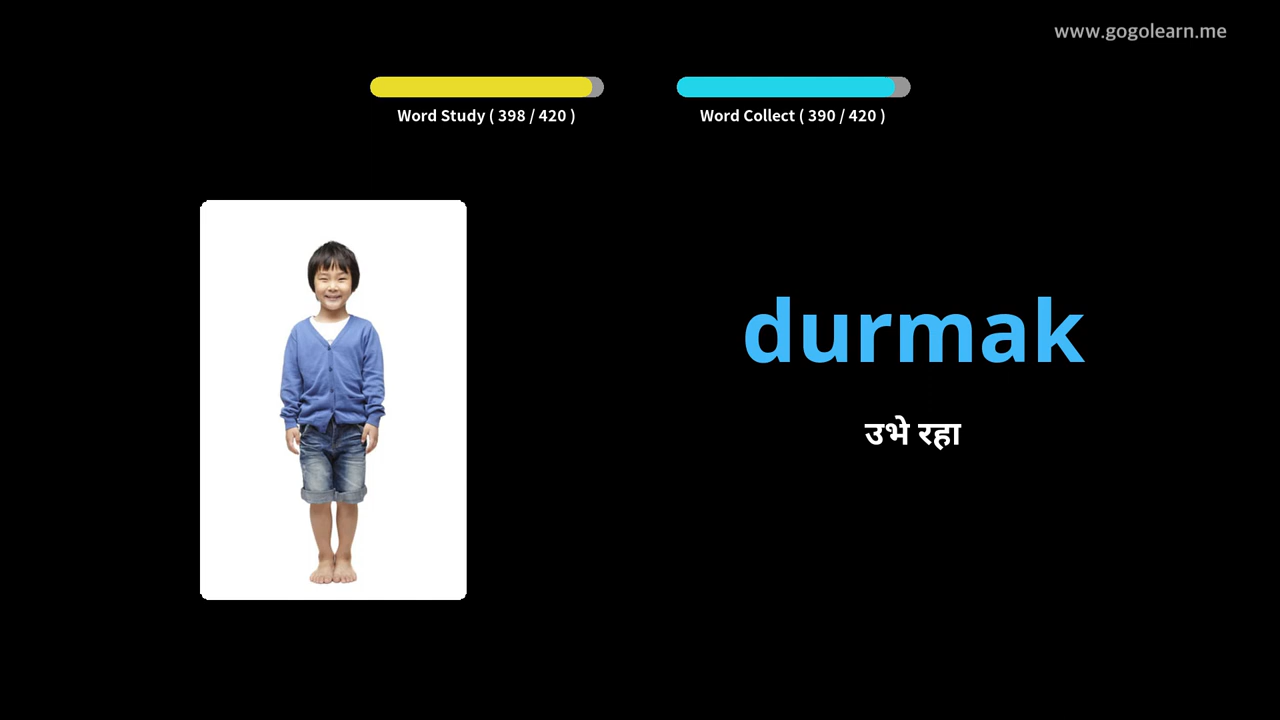 www.gogolearn.me
Word Study ( 398 / 420 )
Word Collect ( 390 / 420 )
durmak
उभे रहा